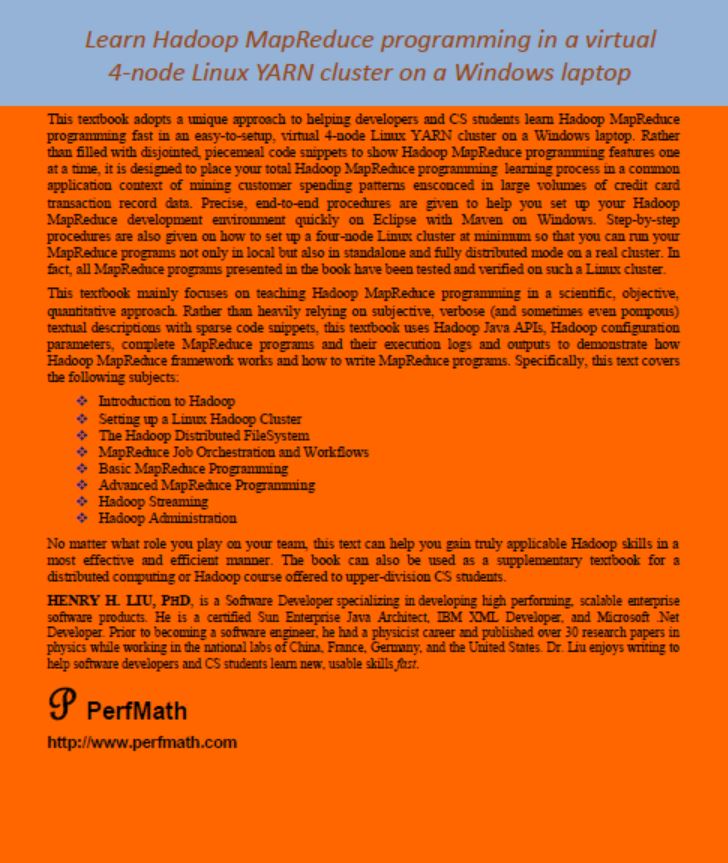 Learn Hadoop MapReduce programming in a virtual
4-node Linux YARN cluster on a Windows laptop
This textbook adopts a unique approach to helping developers and CS students learn Hadoop MapReduce
programming fast in an easy-to-setup, virtual 4-node Linux YARN cluster on a Windows laptop. Rather
than filled with disjointed, piecemeal code snippets to show Hadoop MapReduce programming features one
at a time, it is designed to place your total Hadoop MapReduce programming learning process in a common
application context of mining customer spending patterns ensconced in large volumes of credit card
transaction record data. Precise, end-to-end procedures are given to help you set up your Hadoop
MapReduce development environment quickly on Eclipse with Maven on Windows. Step-by-step
procedures are also given on how to set up a four-node Linux cluster at minimum so that you can run your
MapReduce programs not only in local but also in standalone and fully distributed mode on a real cluster. In
fact, all MapReduce programs presented in the book have been tested and verified on such a Linux cluster.
This textbook mainly focuses on teaching Hadoop MapReduce programming in a scientific, objective,
quantitative approach. Rather than heavily relying on subjective, verbose (and sometimes even pompous)
textual descriptions with sparse code snippets, this textbook uses Hadoop Java APIs, Hadoop configuration
parameters, complete MapReduce programs and their execution logs and outputs to demonstrate how
Hadoop MapReduce framework works and how to write MapReduce programs. Specifically, this text covers
the following subjects:
❖ Introduction to Hadoop
❖ Setting up a Linux Hadoop Cluster
❖ The Hadoop Distributed FileSystem
❖ MapReduce Job Orchestration and Workflows
❖ Basic MapReduce Programming
❖ Advanced MapReduce Programming
❖ Hadoop Streaming
❖ Hadoop Administration
No matter what role you play on your team, this text can help you gain truly applicable Hadoop skills in a
most effective and efficient manner. The book can also be used as a supplementary textbook for a
distributed computing or Hadoop course offered to upper-division CS students.
HENRY H. LIU, PHD, is a Software Developer specializing in developing high performing, scalable enterprise
software products. He is a certified Sun Enterprise Java Architect, IBM XML Developer, and Microsoft .Net
Developer. Prior to becoming a software engineer, he had a physicist career and published over 30 research papers in
physics while working in the national labs of China, France, Germany, and the United States. Dr. Liu enjoys writing to
help software developers and CS students learn new, usable skills fast.
P PerfMath
http://www.perfmath.com